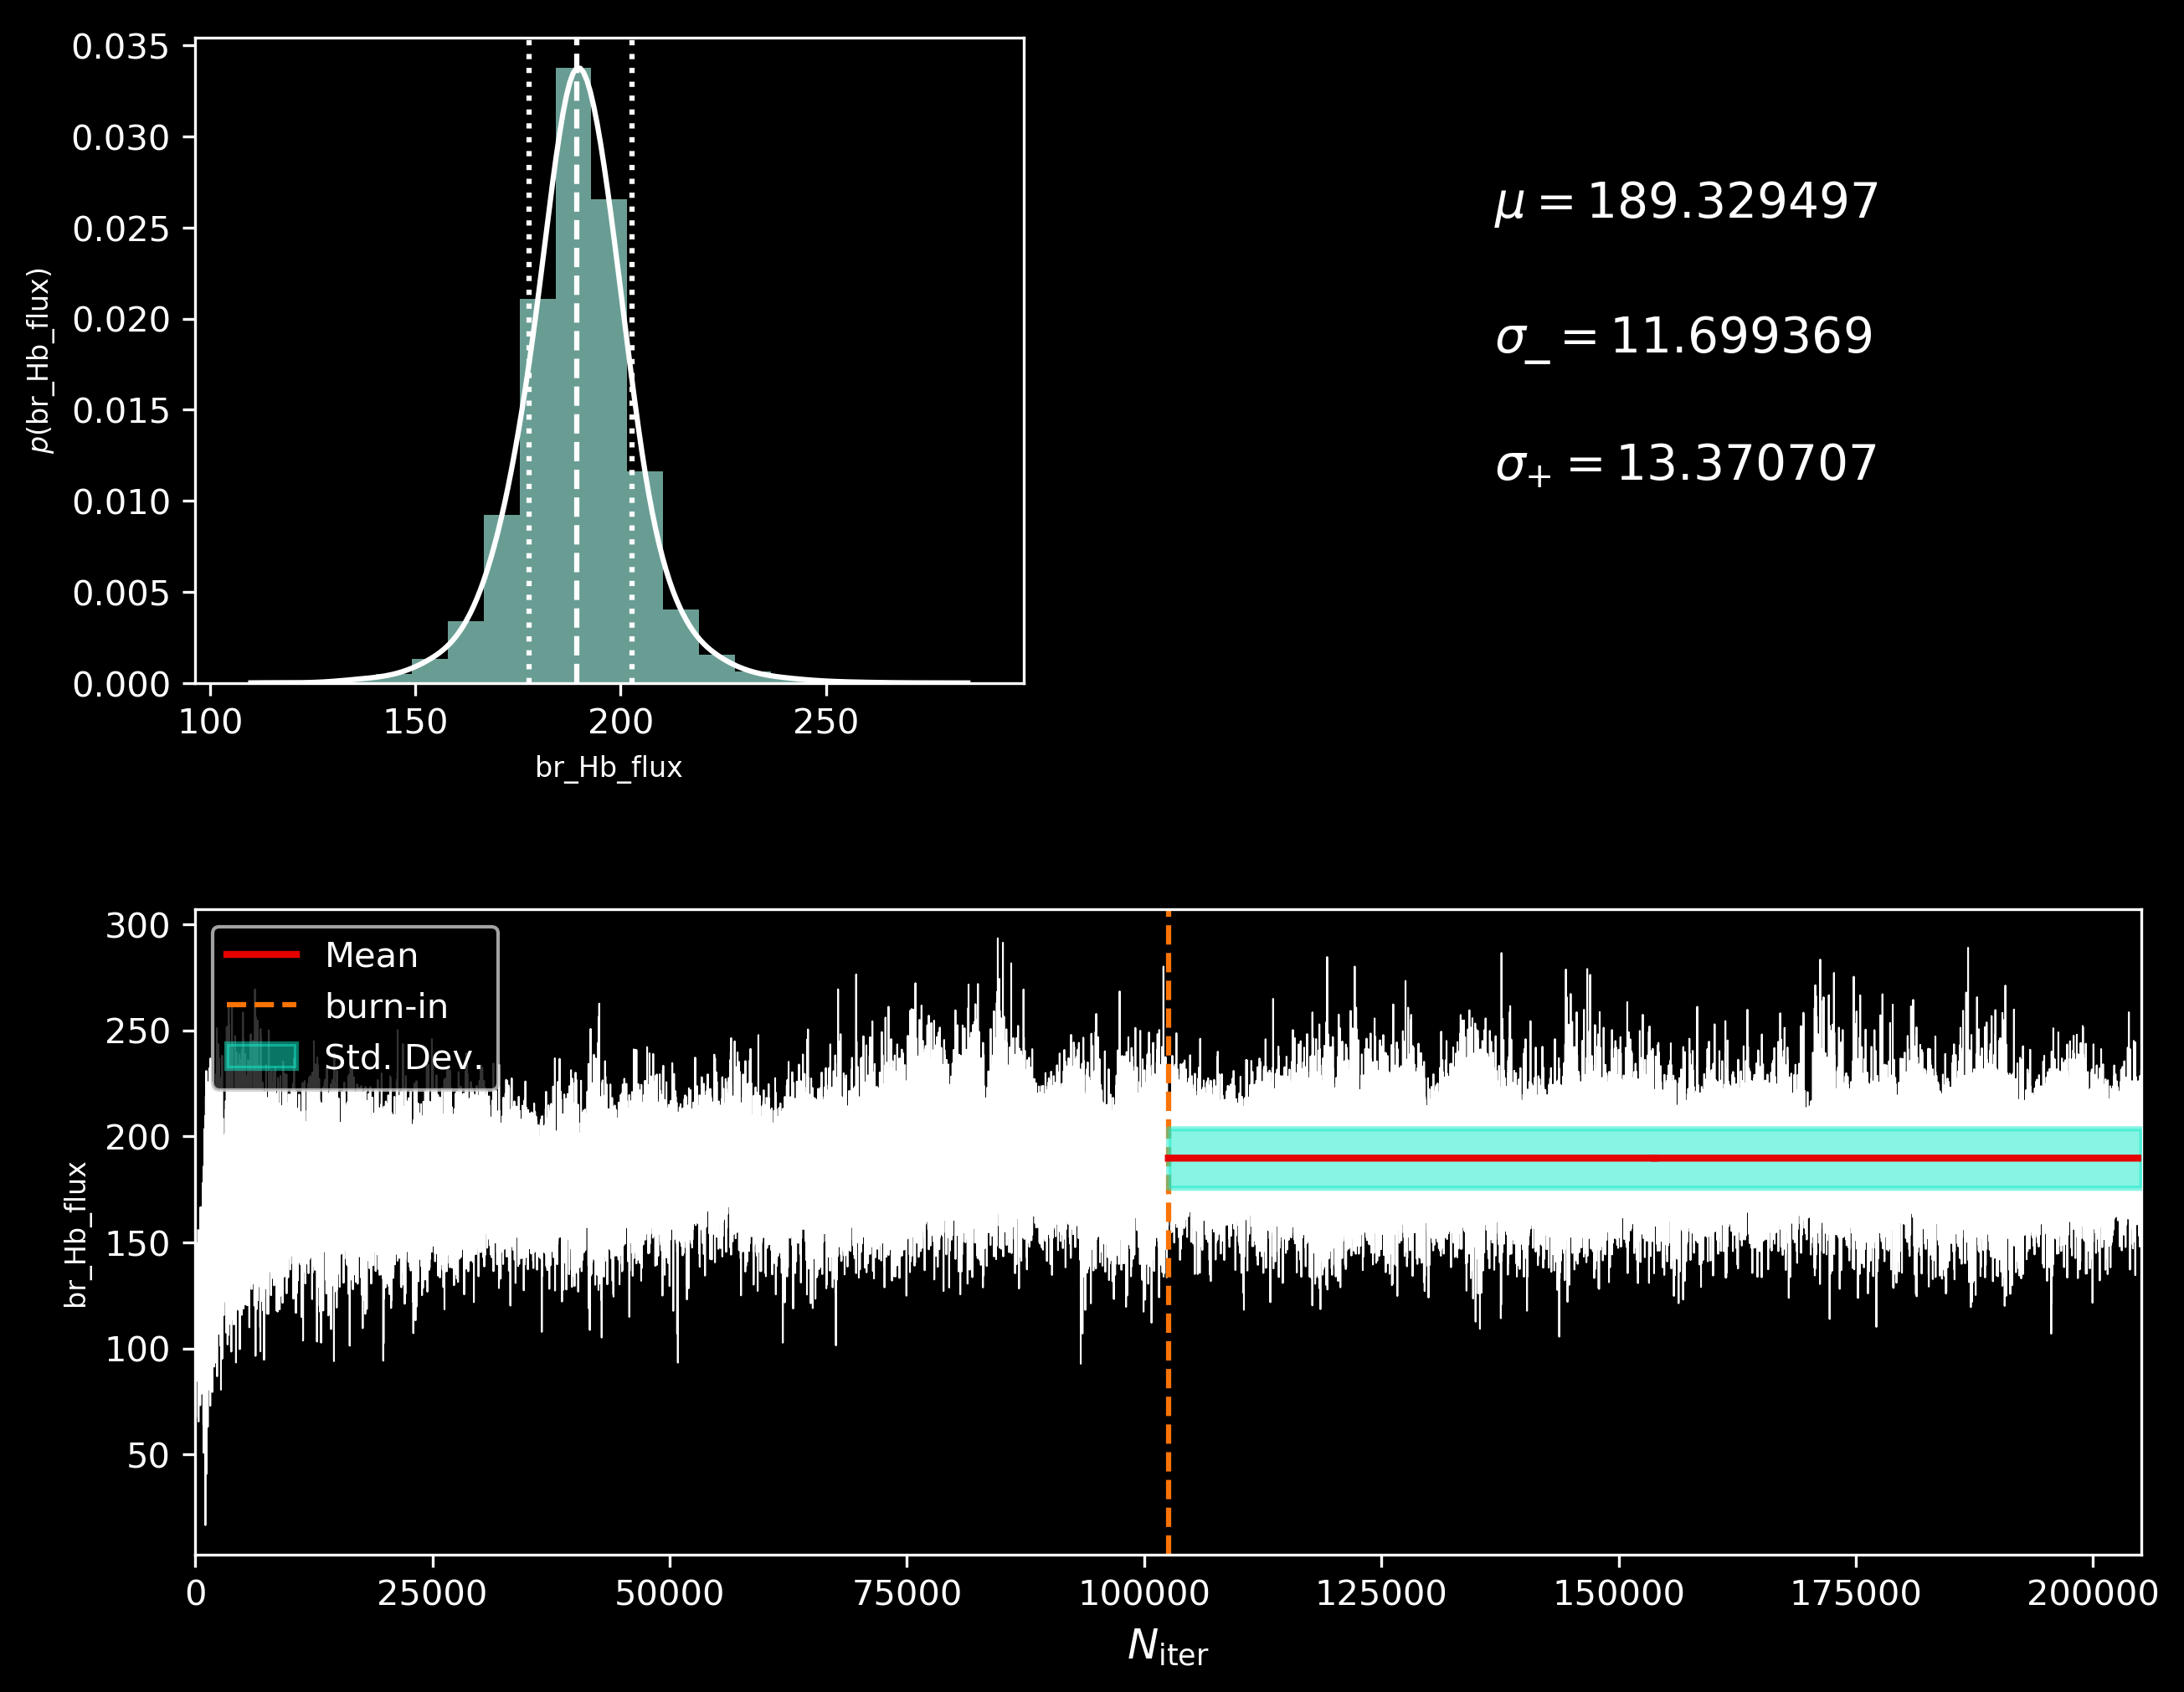 0.035
0.030
0.025
0.020
0.015
0.010
0.005
0.000
p(br_Hb_flux)
100 150 200 250
br_Hb_flux
μ = 189.329497
σ_ = 11.699369
σ+ = 13.370707
300
250
200
150
100
50
br_Hb_flux
Mean
burn-in
Std. Dev.
0 25000 50000 75000 100000 125000 150000 175000 200000
Niter